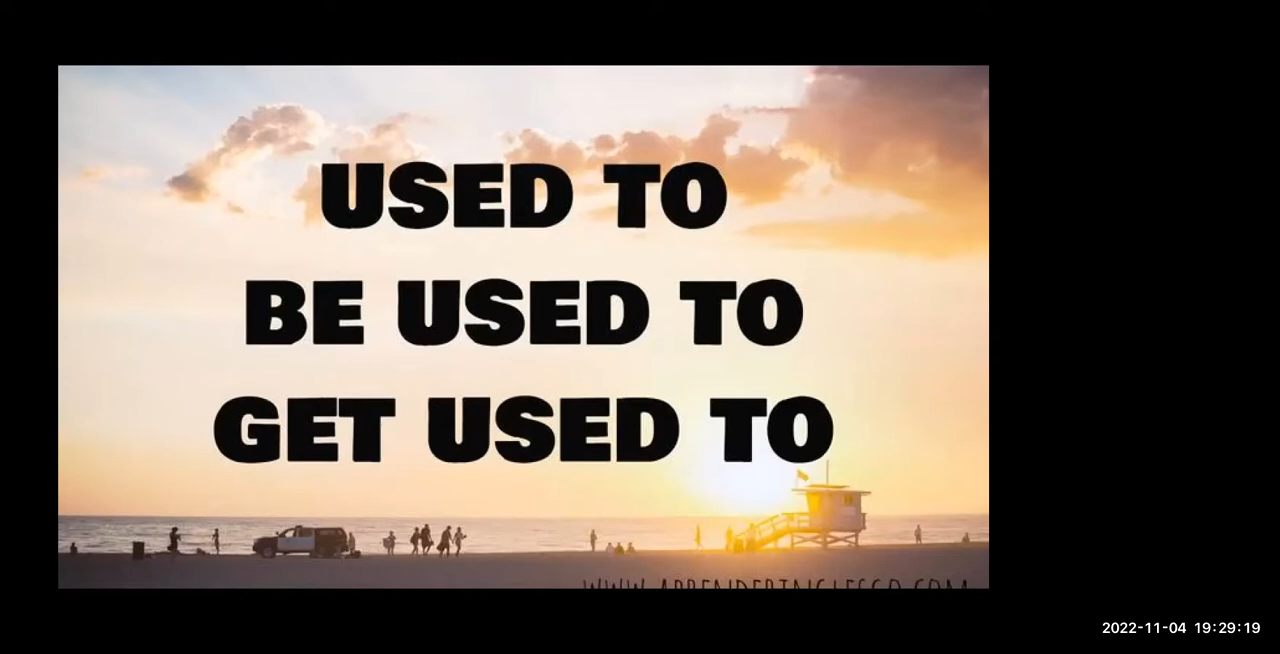 USED TO
BE USED TO
GET USED TO
2022-11-04 19:29:19